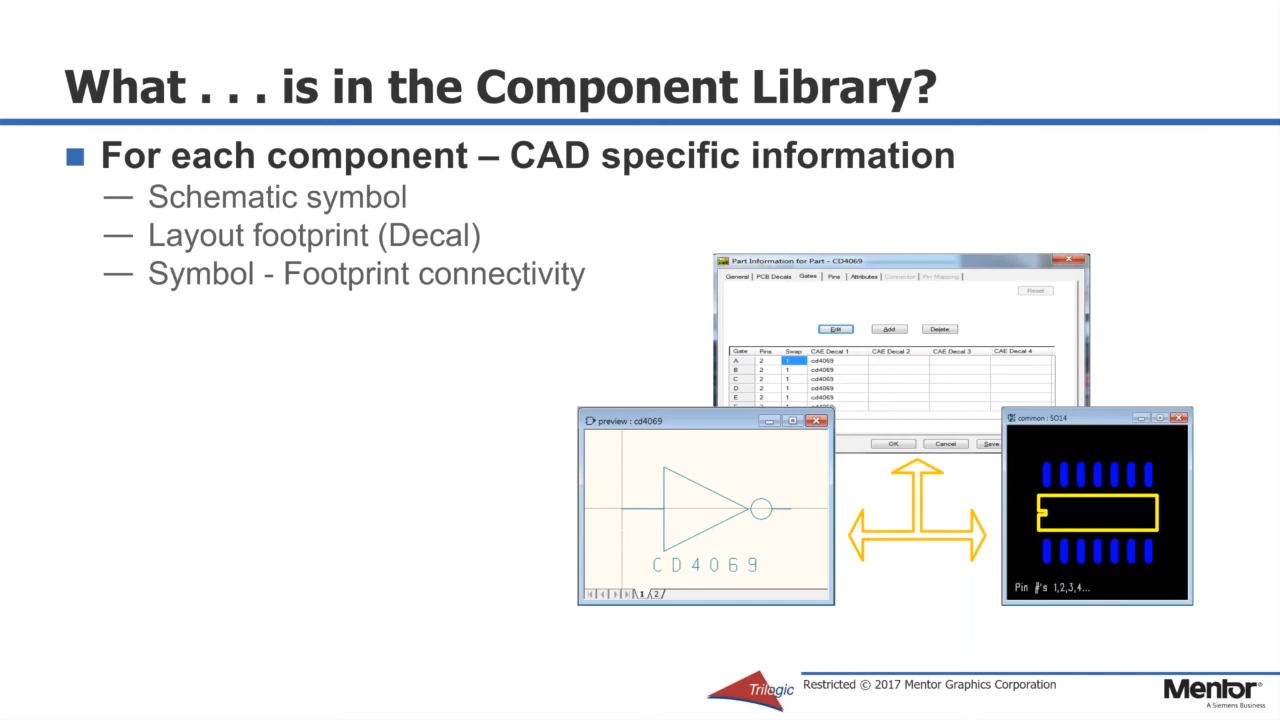 What . . . is in the Component Library?
For each component – CAD specific information
— Schematic symbol
— Layout footprint (Decal)
— Symbol - Footprint connectivity
Part Information for Part - CD4069
General PCB Decals Gates Pins Attributes Connector Pin Mapping
Reset
Edit Add Delete
Gate Pins Swap CAE Decal 1 CAE Decal 2 CAE Decal 3 CAE Decal 4
A 2 1 cd4069
B 2 1 cd4069
C 2 1 cd4069
D 2 1 cd4069
E 2 1 cd4069
OK Cancel Save
preview : cd4069
CD4069
1 2
common : SO14
Pin #'s 1,2,3,4...
Trilogic
Restricted © 2017 Mentor Graphics Corporation
Mentor®
A Siemens Business